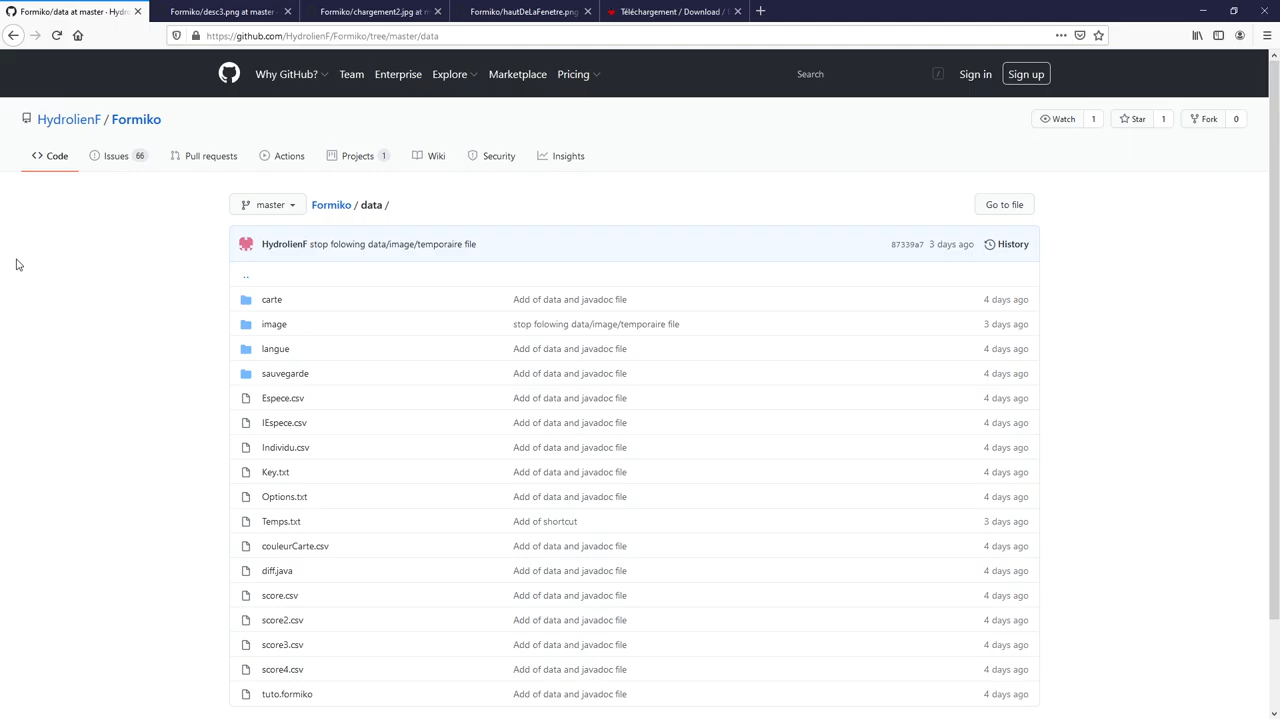 Formiko/data at master · Hydro
Formiko/desc3.png at master ·
Formiko/chargement2.jpg at m
Formiko/hautDeLaFenetre.png
Téléchargement / Download /
https://github.com/HydrolienF/Formiko/tree/master/data
Why GitHub? Team Enterprise Explore Marketplace Pricing Search / Sign in Sign up
HydrolienF / Formiko Watch 1 Star 1 Fork 0
Code Issues 66 Pull requests Actions Projects 1 Wiki Security Insights
master Formiko / data / Go to file
HydrolienF stop folowing data/image/temporaire file 87339a7 3 days ago History
..
carte Add of data and javadoc file 4 days ago
image stop folowing data/image/temporaire file 3 days ago
langue Add of data and javadoc file 4 days ago
sauvegarde Add of data and javadoc file 4 days ago
Espece.csv Add of data and javadoc file 4 days ago
IEspece.csv Add of data and javadoc file 4 days ago
Individu.csv Add of data and javadoc file 4 days ago
Key.txt Add of data and javadoc file 4 days ago
Options.txt Add of data and javadoc file 4 days ago
Temps.txt Add of shortcut 3 days ago
couleurCarte.csv Add of data and javadoc file 4 days ago
diff.java Add of data and javadoc file 4 days ago
score.csv Add of data and javadoc file 4 days ago
score2.csv Add of data and javadoc file 4 days ago
score3.csv Add of data and javadoc file 4 days ago
score4.csv Add of data and javadoc file 4 days ago
tuto.formiko Add of data and javadoc file 4 days ago